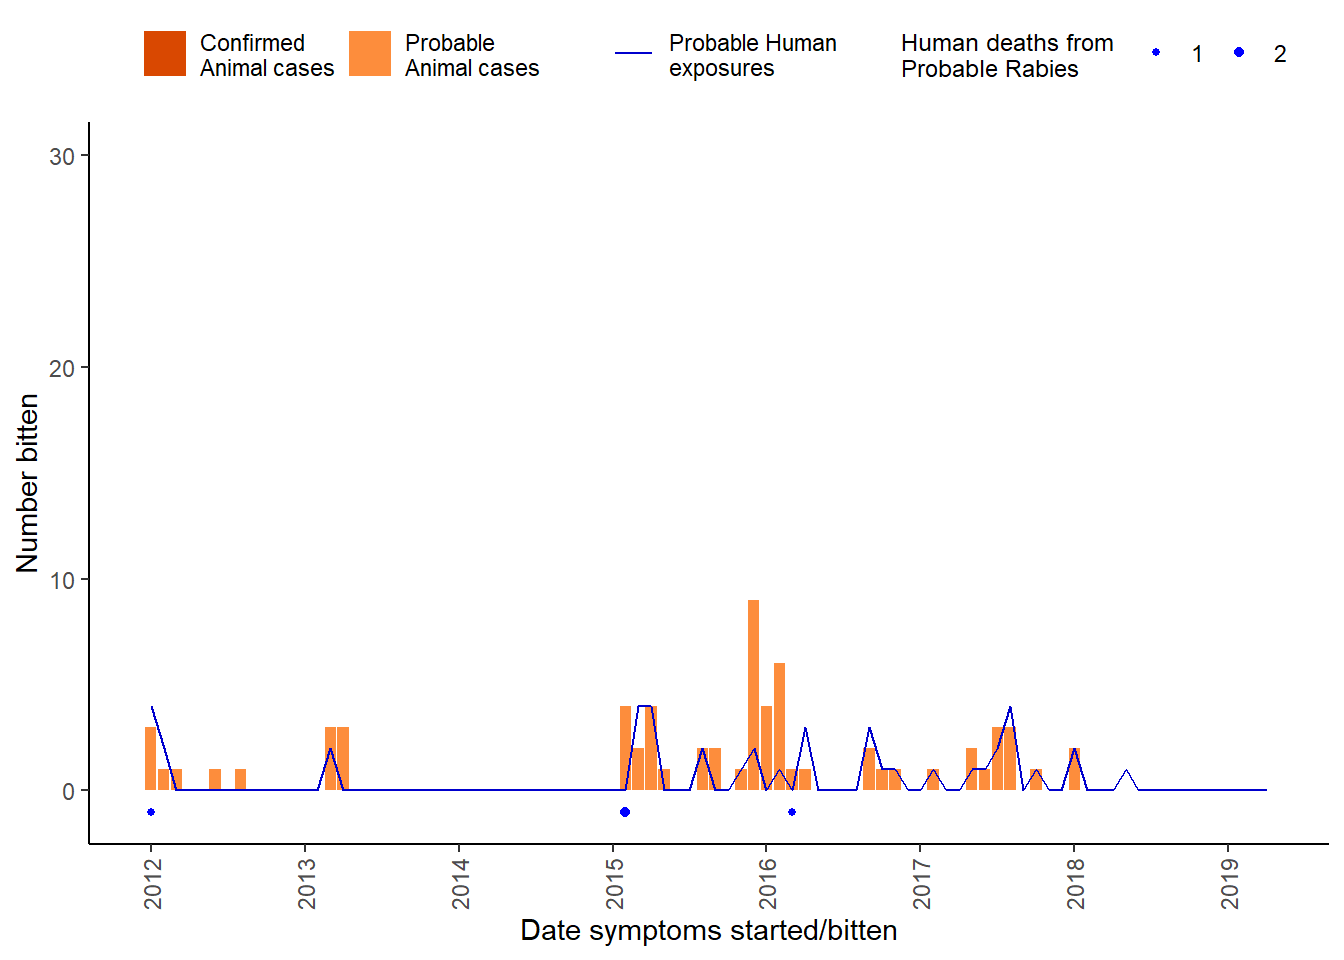 Confirmed
Animal cases
Probable
Animal cases
Probable Human
exposures
Human deaths from
Probable Rabies
1
2
30
20
10
0
Number bitten
2012
2013
2014
2015
2016
2017
2018
2019
Date symptoms started/bitten